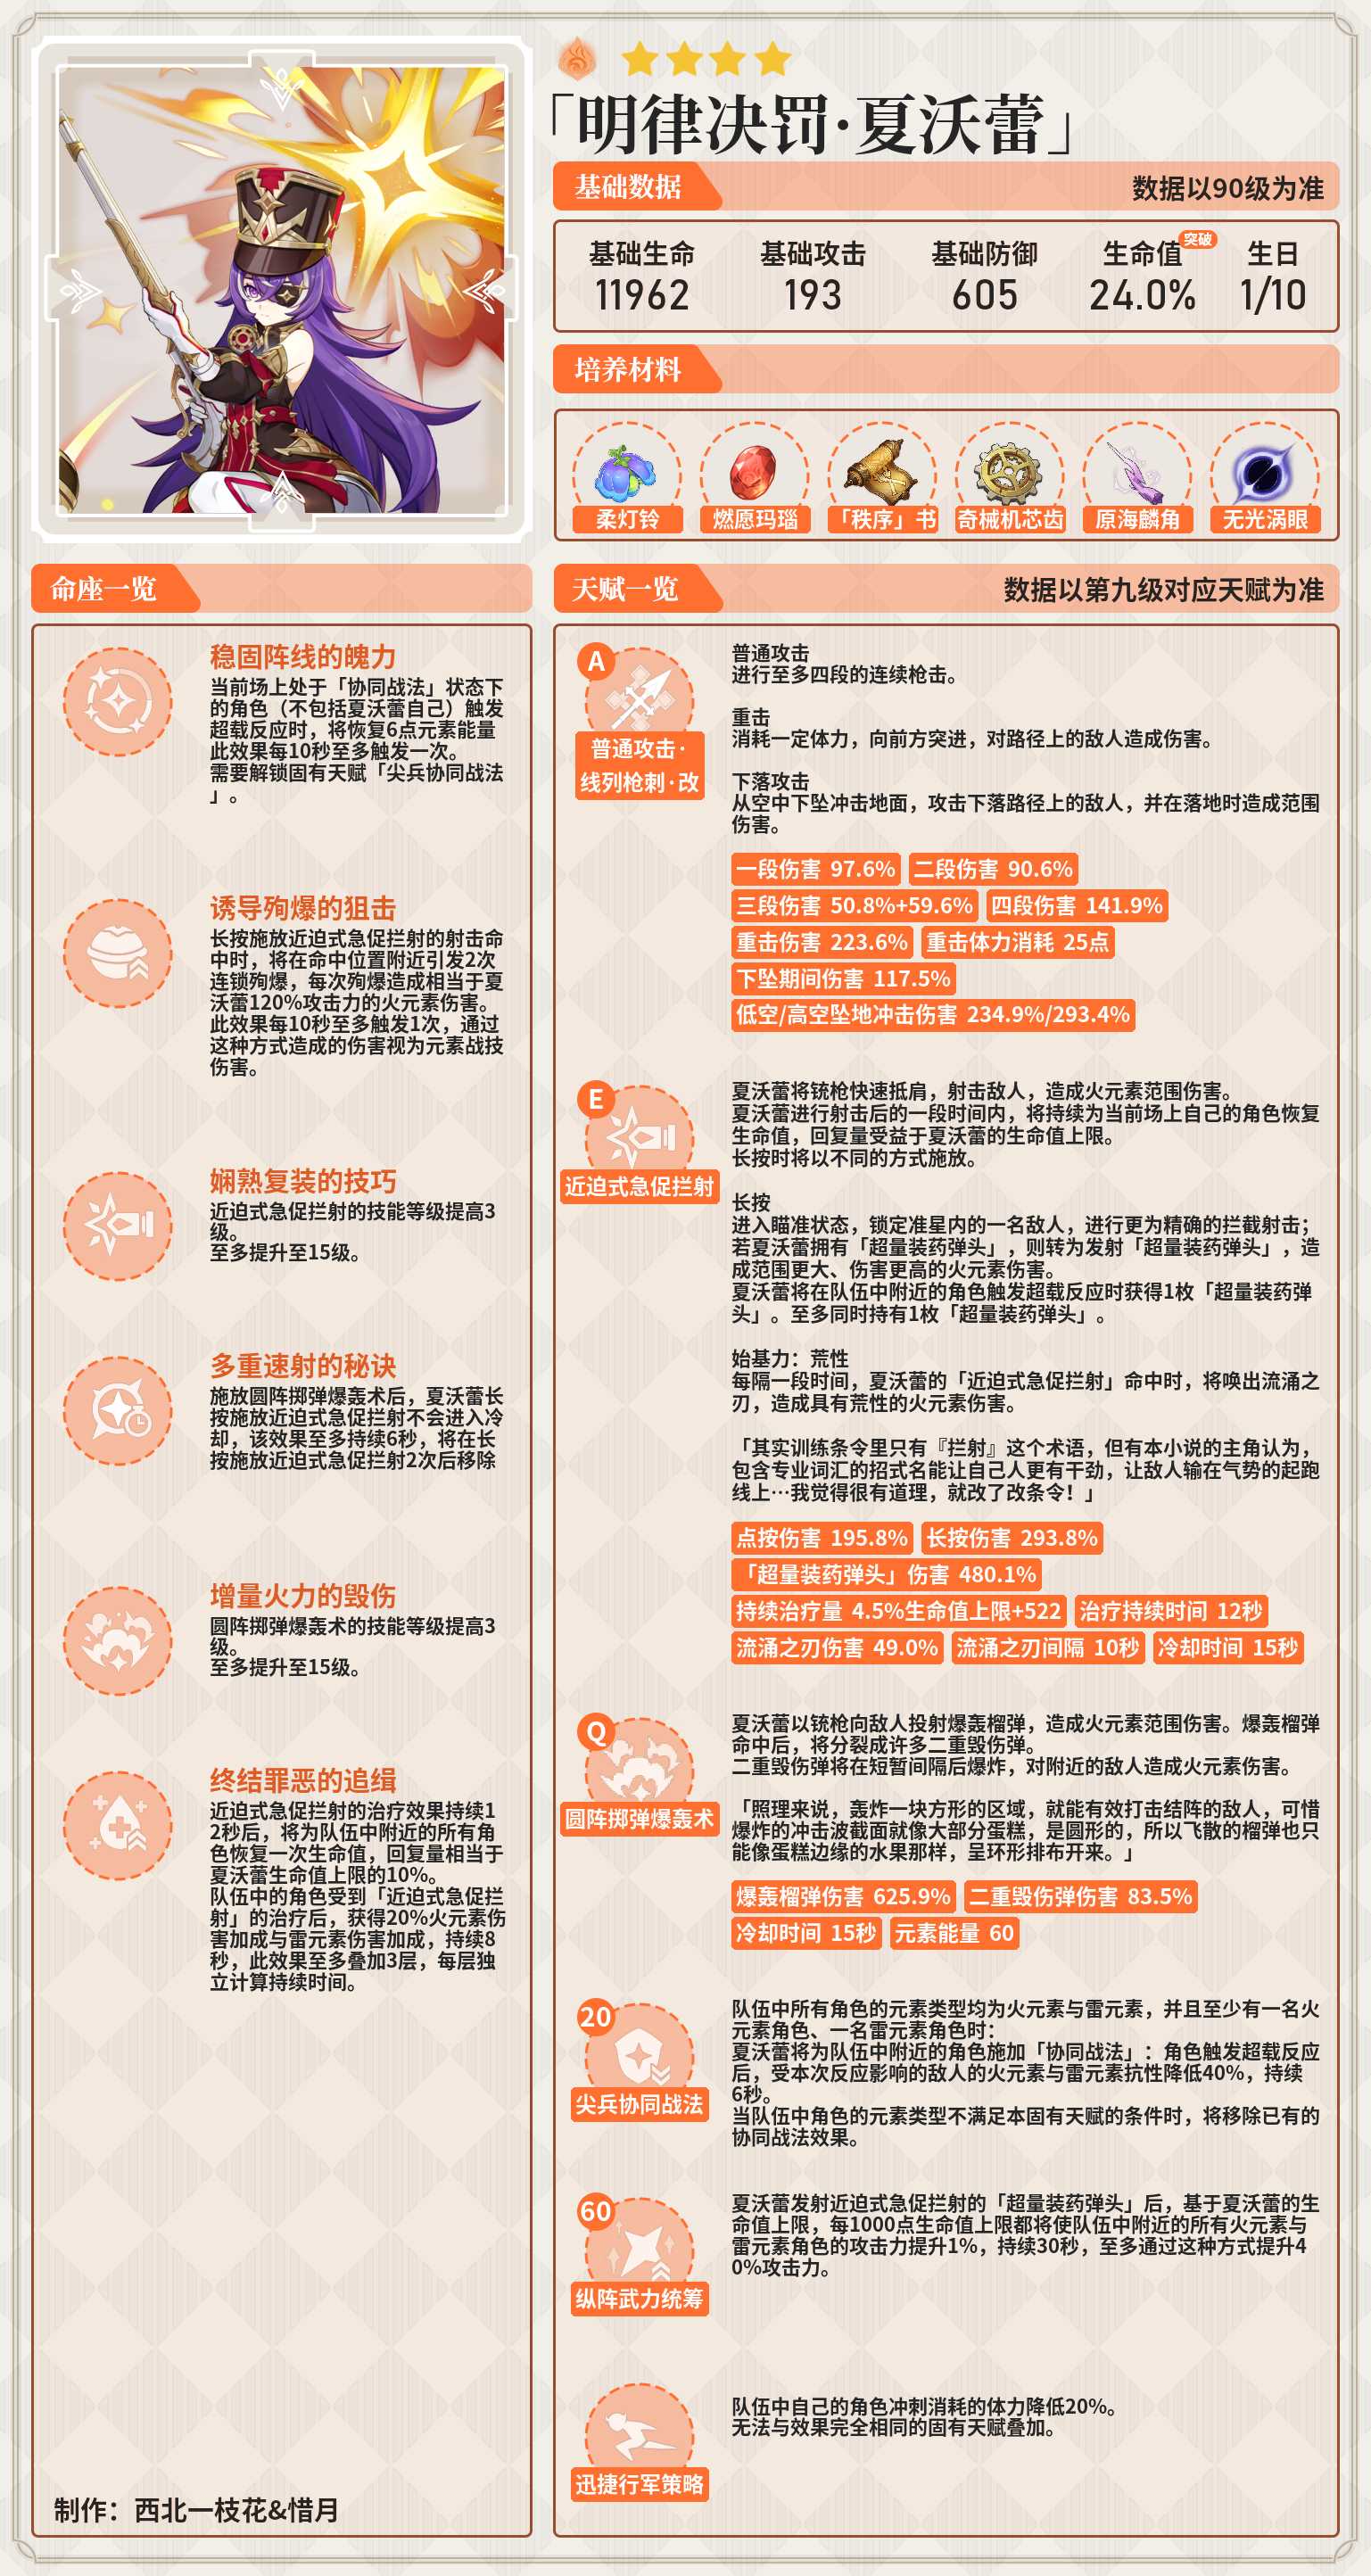 「明律决罚·夏沃蕾」
基础数据
数据以90级为准
基础生命
基础攻击
基础防御
生命值 突破
生日
11962
193
605
24.0%
1/10
培养材料
柔灯铃
燃愿玛瑙
「秩序」书
奇械机芯齿
原海麟角
无光涡眼
命座一览
稳固阵线的魄力
当前场上处于「协同战法」状态下
的角色（不包括夏沃蕾自己）触发
超载反应时，将恢复6点元素能量
此效果每10秒至多触发一次。
需要解锁固有天赋「尖兵协同战法
」。
诱导殉爆的狙击
长按施放近迫式急促拦射的射击命
中时，将在命中位置附近引发2次
连锁殉爆，每次殉爆造成相当于夏
沃蕾120%攻击力的火元素伤害。
此效果每10秒至多触发1次，通过
这种方式造成的伤害视为元素战技
伤害。
娴熟复装的技巧
近迫式急促拦射的技能等级提高3
级。
至多提升至15级。
多重速射的秘诀
施放圆阵掷弹爆轰术后，夏沃蕾长
按施放近迫式急促拦射不会进入冷
却，该效果至多持续6秒，将在长
按施放近迫式急促拦射2次后移除
增量火力的毁伤
圆阵掷弹爆轰术的技能等级提高3
级。
至多提升至15级。
终结罪恶的追缉
近迫式急促拦射的治疗效果持续1
2秒后，将为队伍中附近的所有角
色恢复一次生命值，回复量相当于
夏沃蕾生命值上限的10%。
队伍中的角色受到「近迫式急促拦
射」的治疗后，获得20%火元素伤
害加成与雷元素伤害加成，持续8
秒，此效果至多叠加3层，每层独
立计算持续时间。
制作：西北一枝花&惜月
天赋一览
数据以第九级对应天赋为准
A
普通攻击·
线列枪刺·改
普通攻击
进行至多四段的连续枪击。
重击
消耗一定体力，向前方突进，对路径上的敌人造成伤害。
下落攻击
从空中下坠冲击地面，攻击下落路径上的敌人，并在落地时造成范围
伤害。
一段伤害 97.6% 二段伤害 90.6%
三段伤害 50.8%+59.6% 四段伤害 141.9%
重击伤害 223.6% 重击体力消耗 25点
下坠期间伤害 117.5%
低空/高空坠地冲击伤害 234.9%/293.4%
E
近迫式急促拦射
夏沃蕾将铳枪快速抵肩，射击敌人，造成火元素范围伤害。
夏沃蕾进行射击后的一段时间内，将持续为当前场上自己的角色恢复
生命值，回复量受益于夏沃蕾的生命值上限。
长按时将以不同的方式施放。
长按
进入瞄准状态，锁定准星内的一名敌人，进行更为精确的拦截射击；
若夏沃蕾拥有「超量装药弹头」，则转为发射「超量装药弹头」，造
成范围更大、伤害更高的火元素伤害。
夏沃蕾将在队伍中附近的角色触发超载反应时获得1枚「超量装药弹
头」。至多同时持有1枚「超量装药弹头」。
始基力：荒性
每隔一段时间，夏沃蕾的「近迫式急促拦射」命中时，将唤出流涌之
刃，造成具有荒性的火元素伤害。
「其实训练条令里只有『拦射』这个术语，但有本小说的主角认为，
包含专业词汇的招式名能让自己人更有干劲，让敌人输在气势的起跑
线上…我觉得很有道理，就改了改条令！」
点按伤害 195.8% 长按伤害 293.8%
「超量装药弹头」伤害 480.1%
持续治疗量 4.5%生命值上限+522 治疗持续时间 12秒
流涌之刃伤害 49.0% 流涌之刃间隔 10秒 冷却时间 15秒
Q
圆阵掷弹爆轰术
夏沃蕾以铳枪向敌人投射爆轰榴弹，造成火元素范围伤害。爆轰榴弹
命中后，将分裂成许多二重毁伤弹。
二重毁伤弹将在短暂间隔后爆炸，对附近的敌人造成火元素伤害。
「照理来说，轰炸一块方形的区域，就能有效打击结阵的敌人，可惜
爆炸的冲击波截面就像大部分蛋糕，是圆形的，所以飞散的榴弹也只
能像蛋糕边缘的水果那样，呈环形排布开来。」
爆轰榴弹伤害 625.9% 二重毁伤弹伤害 83.5%
冷却时间 15秒 元素能量 60
20
尖兵协同战法
队伍中所有角色的元素类型均为火元素与雷元素，并且至少有一名火
元素角色、一名雷元素角色时：
夏沃蕾将为队伍中附近的角色施加「协同战法」：角色触发超载反应
后，受本次反应影响的敌人的火元素与雷元素抗性降低40%，持续
6秒。
当队伍中角色的元素类型不满足本固有天赋的条件时，将移除已有的
协同战法效果。
60
纵阵武力统筹
夏沃蕾发射近迫式急促拦射的「超量装药弹头」后，基于夏沃蕾的生
命值上限，每1000点生命值上限都将使队伍中附近的所有火元素与
雷元素角色的攻击力提升1%，持续30秒，至多通过这种方式提升4
0%攻击力。
迅捷行军策略
队伍中自己的角色冲刺消耗的体力降低20%。
无法与效果完全相同的固有天赋叠加。